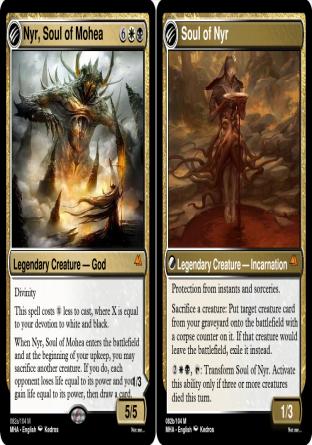 Nyr, Soul of Mohea 6
Legendary Creature — God
Divinity
This spell costs less to cast, where X is equal
to your devotion to white and black.
When Nyr, Soul of Mohea enters the battlefield
and at the beginning of your upkeep, you may
sacrifice another creature. If you do, each
opponent loses life equal to its power and you
gain life equal to its power, then draw a card.
1/3
5/5
082a/104 M
MHA · English Kedros
Soul of Nyr
Legendary Creature — Incarnation
Protection from instants and sorceries.
Sacrifice a creature: Put target creature card
from your graveyard onto the battlefield with
a corpse counter on it. If that creature would
leave the battlefield, exile it instead.
2 : Transform Soul of Nyr. Activate
this ability only if three or more creatures
died this turn.
1/3
082b/104 M
MHA · English Kedros